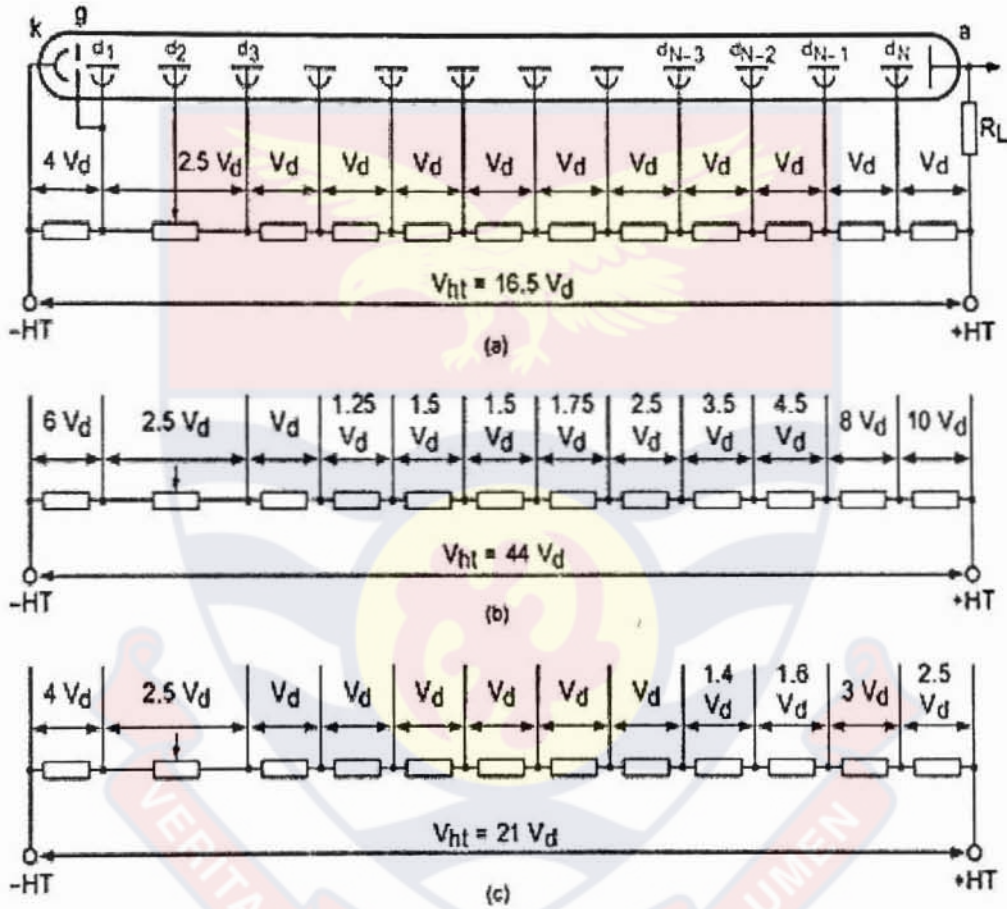 k g a
d1 d2 d3 dN-3 dN-2 dN-1 dN
RL
4 Vd 2.5 Vd Vd Vd Vd Vd Vd Vd Vd Vd Vd Vd
Vht = 16.5 Vd
-HT +HT
(a)
6 Vd 2.5 Vd Vd 1.25 Vd 1.5 Vd 1.5 Vd 1.75 Vd 2.5 Vd 3.5 Vd 4.5 Vd 8 Vd 10 Vd
Vht = 44 Vd
-HT +HT
(b)
4 Vd 2.5 Vd Vd Vd Vd Vd Vd Vd 1.4 Vd 1.6 Vd 3 Vd 2.5 Vd
Vht = 21 Vd
-HT +HT
(c)
VERITA UMEN